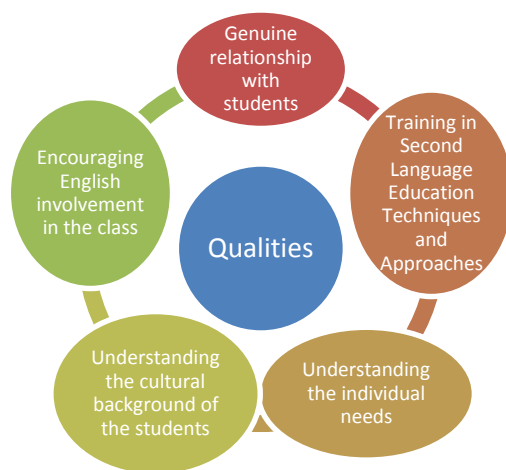 Genuine
relationship
with
students
Training in
Second
Language
Education
Techniques
and
Approaches
Understanding
the individual
needs
Understanding
the cultural
background of
the students
Encouraging
English
involvement
in the class
Qualities